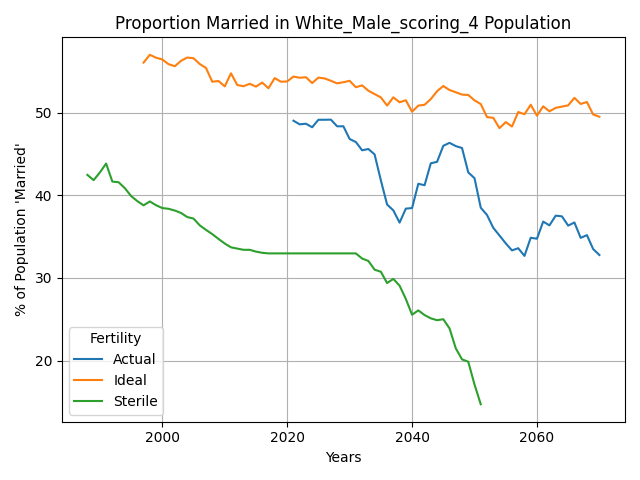 Proportion Married in White_Male_scoring_4 Population
% of Population 'Married'
50
40
30
20
Fertility
Actual
Ideal
Sterile
2000
2020
2040
2060
Years